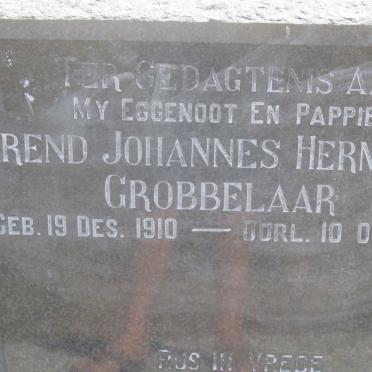 TER GEDAGTENIS AA
MY EGGENOOT EN PAPPIE
REND JOHANNES HERM
GROBBELAAR
GEB. 19 DES. 1910 — OORL. 10 O
RUS IN VREDE